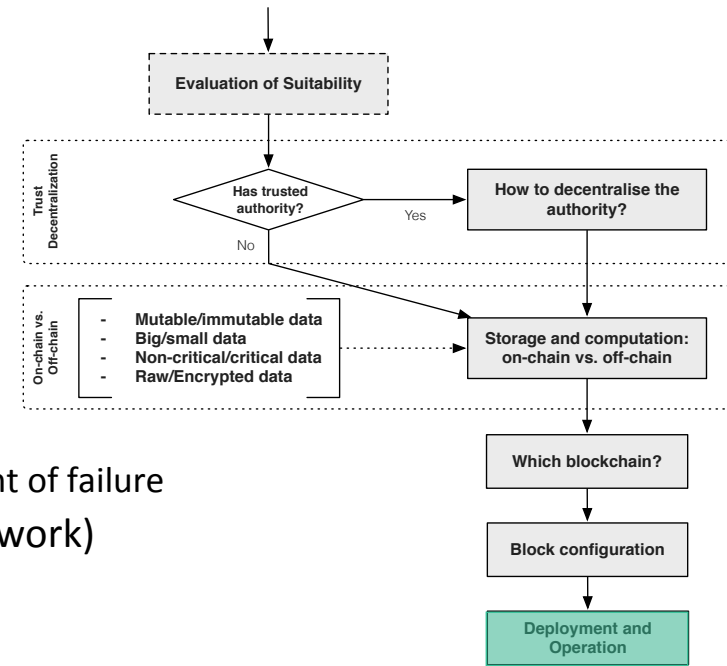 Evaluation of Suitability
Trust
Decentralization
Has trusted
authority?
Yes
No
How to decentralise the
authority?
On-chain vs.
Off-chain
- Mutable/immutable data
- Big/small data
- Non-critical/critical data
- Raw/Encrypted data
Storage and computation:
on-chain vs. off-chain
Which blockchain?
nt of failure
work)
Block configuration
Deployment and
Operation